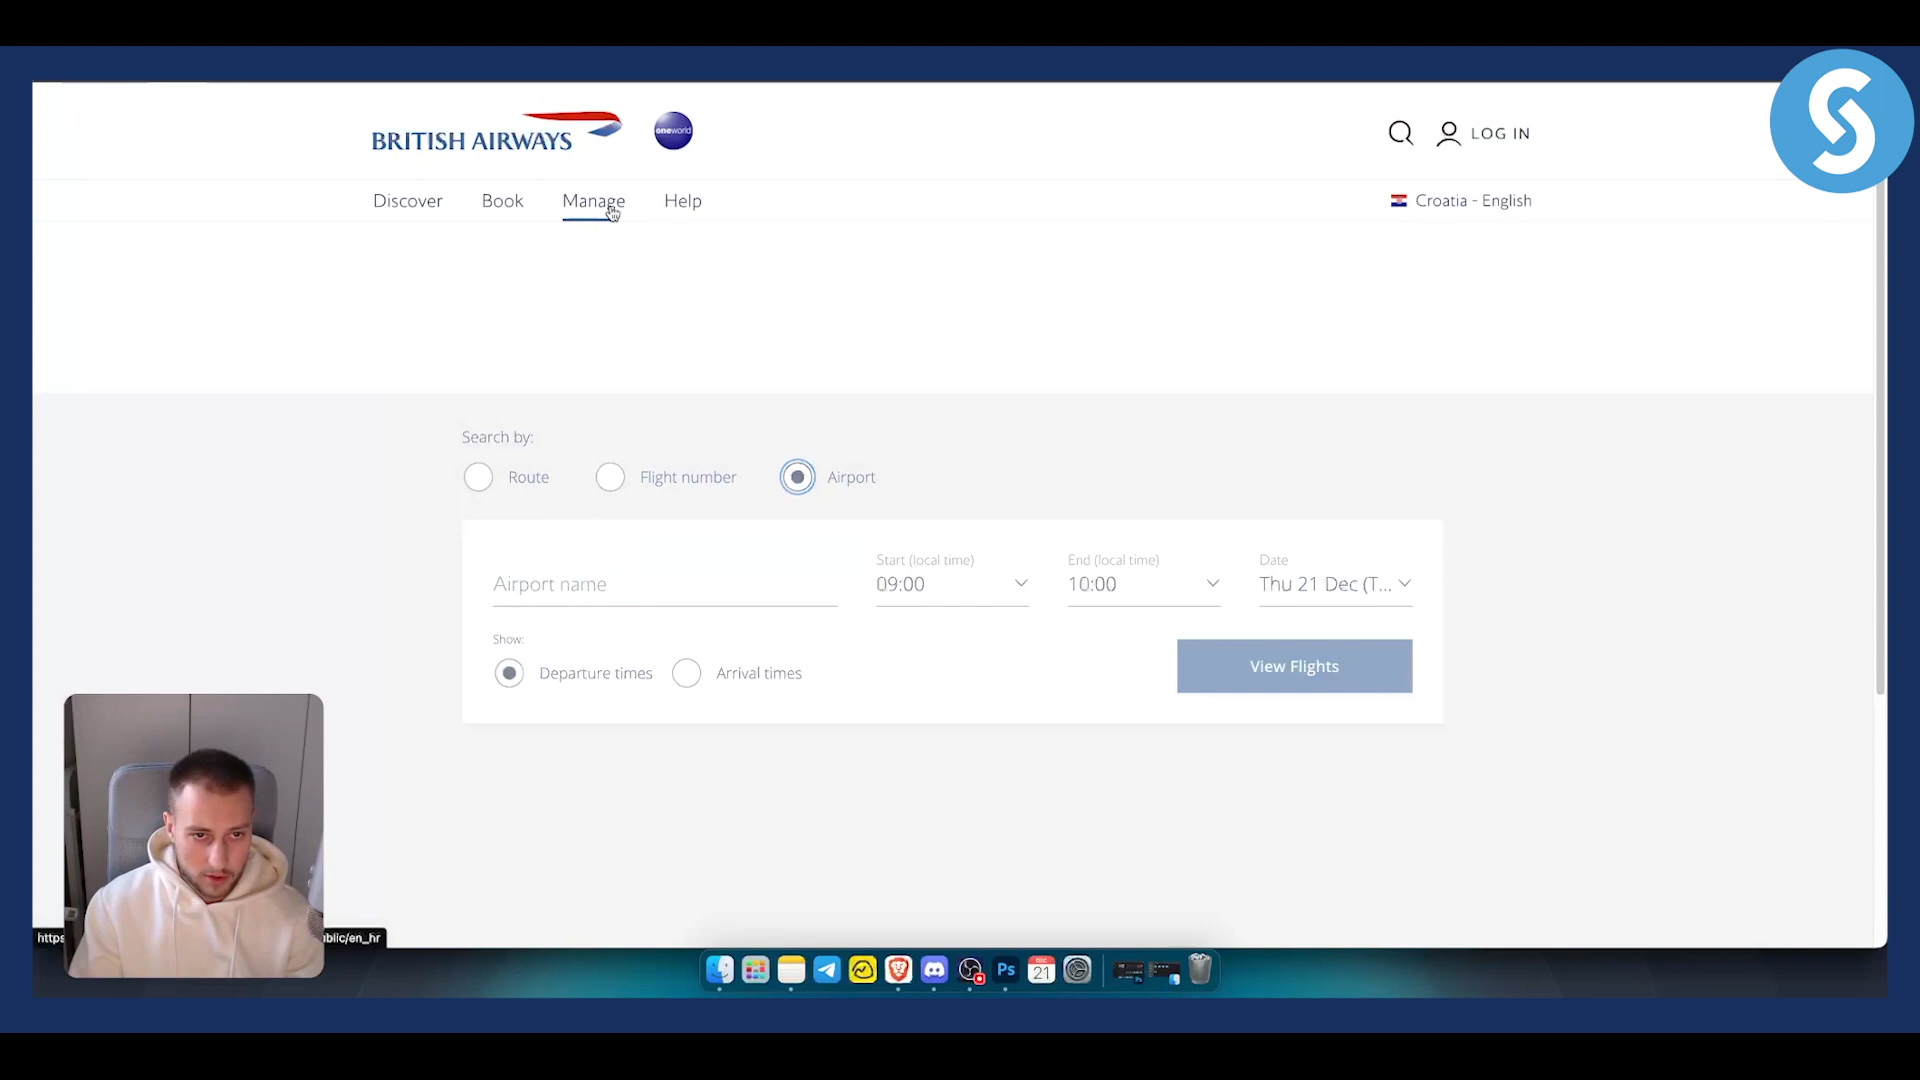 BRITISH AIRWAYS
oneworld
LOG IN
Discover
Book
Manage
Help
Croatia - English
Search by:
Route
Flight number
Airport
Airport name
Start (local time)
09:00
End (local time)
10:00
Date
Thu 21 Dec (T...
Show:
Departure times
Arrival times
View Flights
https
ublic/en_hr
Ps
DEC
21